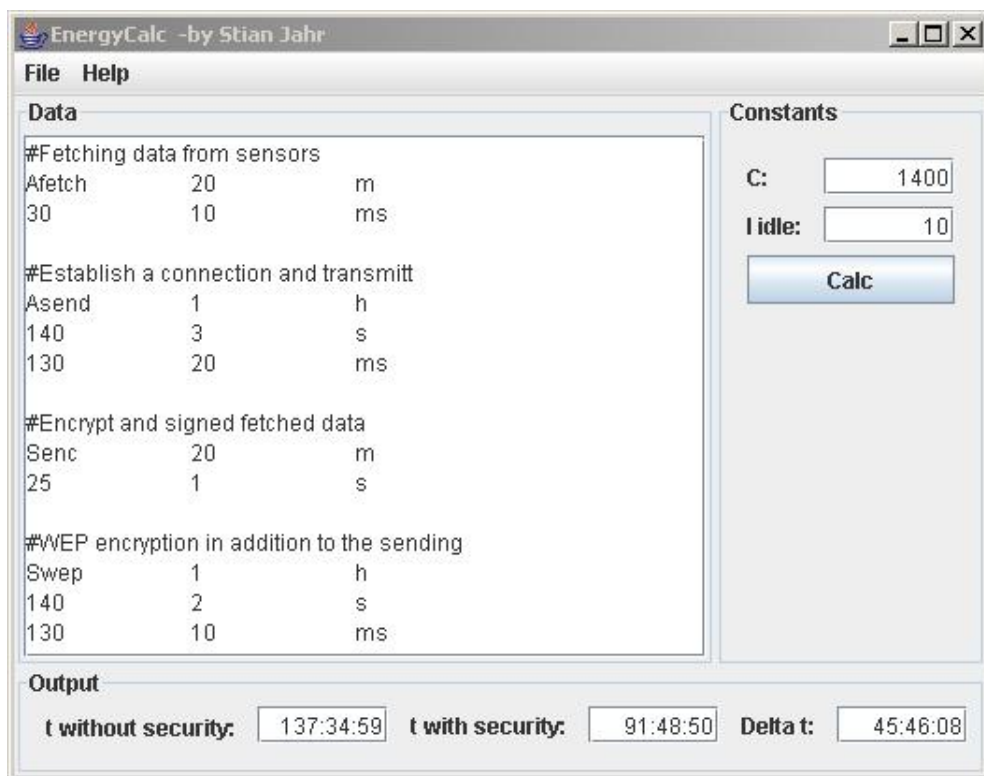 EnergyCalc -by Stian Jahr
File Help
Data
#Fetching data from sensors
Afetch 20 m
30 10 ms
#Establish a connection and transmitt
Asend 1 h
140 3 s
130 20 ms
#Encrypt and signed fetched data
Senc 20 m
25 1 s
#WEP encryption in addition to the sending
Swep 1 h
140 2 s
130 10 ms
Constants
C: 1400
I idle: 10
Calc
Output
t without security: 137:34:59 t with security: 91:48:50 Delta t: 45:46:08